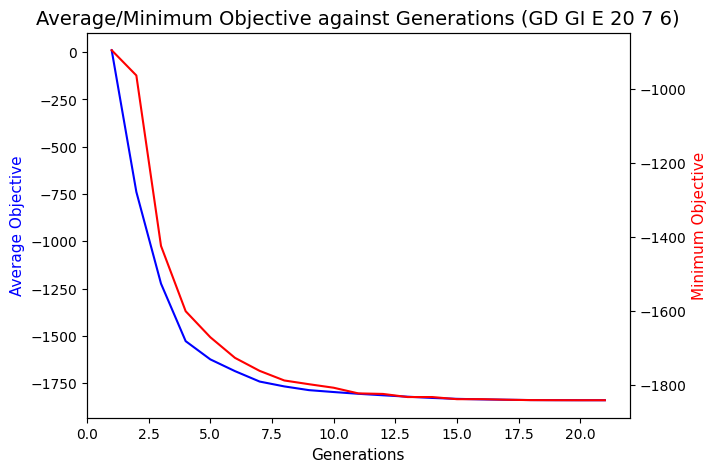 Average/Minimum Objective against Generations (GD GI E 20 7 6)
0
−250
−500
−750
−1000
−1250
−1500
−1750
Average Objective
−1000
−1200
−1400
−1600
−1800
Minimum Objective
0.0 2.5 5.0 7.5 10.0 12.5 15.0 17.5 20.0
Generations